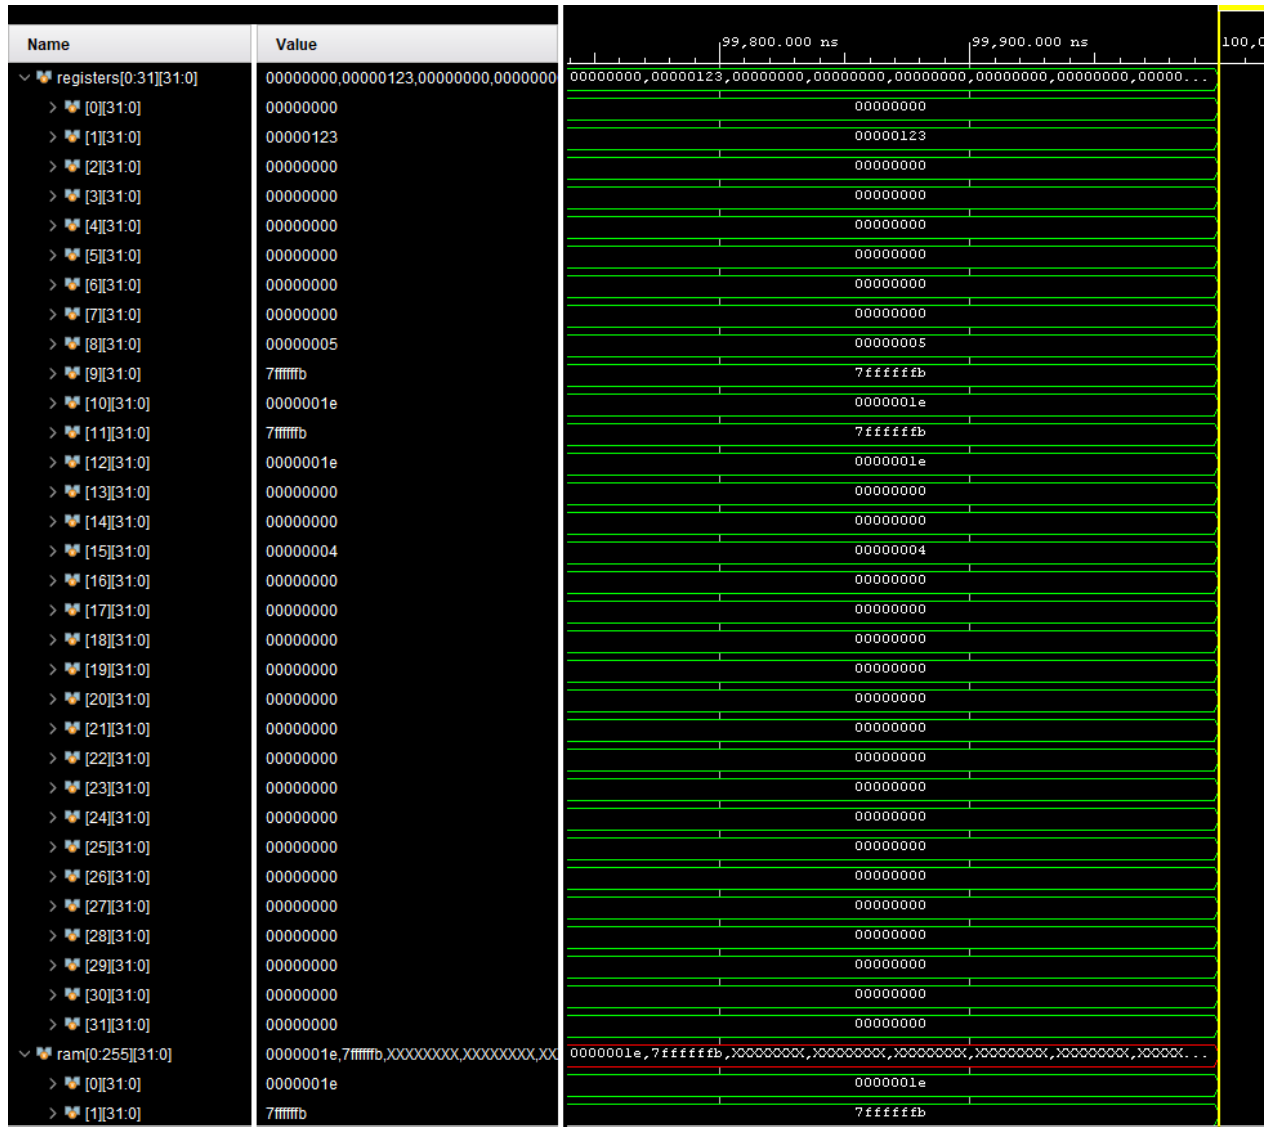 Name Value 99,800.000 ns 99,900.000 ns 100,0
registers[0:31][31:0] 00000000,00000123,00000000,0000000 00000000,00000123,00000000,00000000,00000000,00000000,00000000,00000...
[0][31:0] 00000000 00000000
[1][31:0] 00000123 00000123
[2][31:0] 00000000 00000000
[3][31:0] 00000000 00000000
[4][31:0] 00000000 00000000
[5][31:0] 00000000 00000000
[6][31:0] 00000000 00000000
[7][31:0] 00000000 00000000
[8][31:0] 00000005 00000005
[9][31:0] 7ffffffb 7ffffffb
[10][31:0] 0000001e 0000001e
[11][31:0] 7ffffffb 7ffffffb
[12][31:0] 0000001e 0000001e
[13][31:0] 00000000 00000000
[14][31:0] 00000000 00000000
[15][31:0] 00000004 00000004
[16][31:0] 00000000 00000000
[17][31:0] 00000000 00000000
[18][31:0] 00000000 00000000
[19][31:0] 00000000 00000000
[20][31:0] 00000000 00000000
[21][31:0] 00000000 00000000
[22][31:0] 00000000 00000000
[23][31:0] 00000000 00000000
[24][31:0] 00000000 00000000
[25][31:0] 00000000 00000000
[26][31:0] 00000000 00000000
[27][31:0] 00000000 00000000
[28][31:0] 00000000 00000000
[29][31:0] 00000000 00000000
[30][31:0] 00000000 00000000
[31][31:0] 00000000 00000000
ram[0:255][31:0] 0000001e,7ffffffb,XXXXXXXX,XXXXXXXX,XX 0000001e,7ffffffb,XXXXXXXX,XXXXXXXX,XXXXXXXX,XXXXXXXX,XXXXXXXX,XXXXX...
[0][31:0] 0000001e 0000001e
[1][31:0] 7ffffffb 7ffffffb